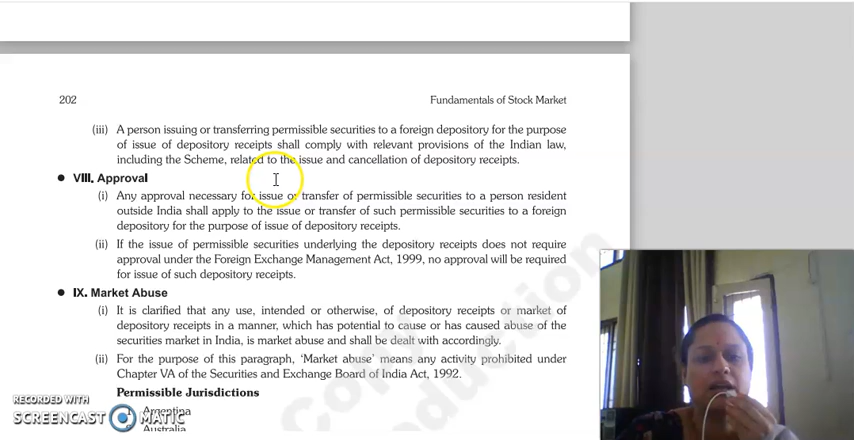 202
Fundamentals of Stock Market
(iii) A person issuing or transferring permissible securities to a foreign depository for the purpose
of issue of depository receipts shall comply with relevant provisions of the Indian law,
including the Scheme, related to the issue and cancellation of depository receipts.
● VIII. Approval
(i) Any approval necessary for issue or transfer of permissible securities to a person resident
outside India shall apply to the issue or transfer of such permissible securities to a foreign
depository for the purpose of issue of depository receipts.
(ii) If the issue of permissible securities underlying the depository receipts does not require
approval under the Foreign Exchange Management Act, 1999, no approval will be required
for issue of such depository receipts.
● IX. Market Abuse
(i) It is clarified that any use, intended or otherwise, of depository receipts or market of
depository receipts in a manner, which has potential to cause or has caused abuse of the
securities market in India, is market abuse and shall be dealt with accordingly.
(ii) For the purpose of this paragraph, ‘Market abuse’ means any activity prohibited under
Chapter VA of the Securities and Exchange Board of India Act, 1992.
Permissible Jurisdictions
Argentina
Australia
Copy
RECORDED WITH
SCREENCAST MATIC